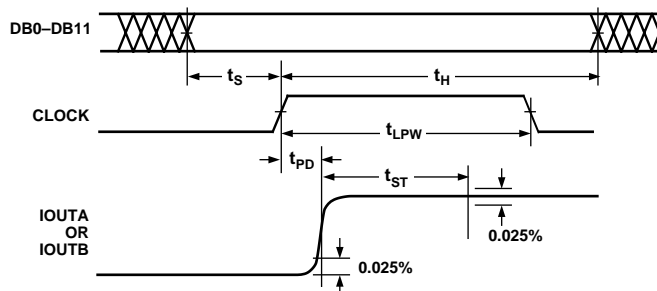 DB0–DB11
tS
tH
CLOCK
tLPW
tPD
tST
IOUTA
OR
IOUTB
0.025%
0.025%